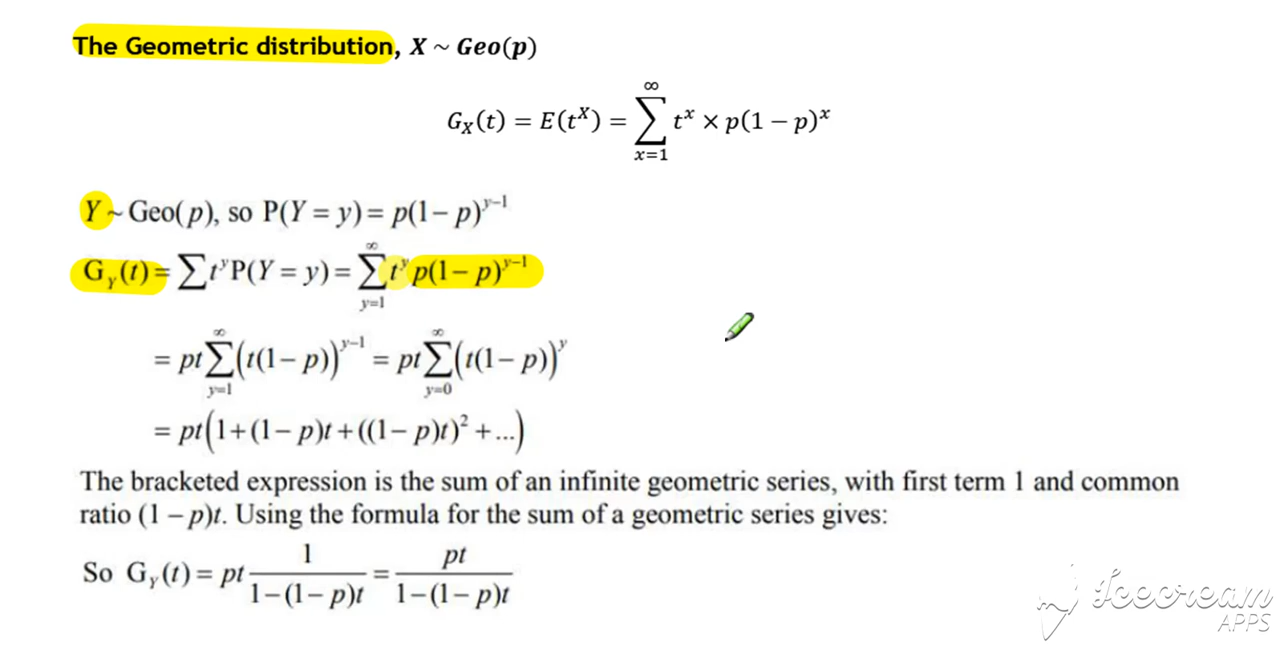 The Geometric distribution, X ~ Geo(p)
G_X(t) = E(t^X) = ∑_{x=1}^{∞} t^x × p(1 − p)^x
Y ~ Geo(p), so P(Y = y) = p(1 − p)^{y−1}
G_Y(t) = ∑ t^y P(Y = y) = ∑_{y=1}^{∞} t^y p(1 − p)^{y−1}
= pt ∑_{y=1}^{∞} (t(1 − p))^{y−1} = pt ∑_{y=0}^{∞} (t(1 − p))^y
= pt(1 + (1 − p)t + ((1 − p)t)^2 + ...)
The bracketed expression is the sum of an infinite geometric series, with first term 1 and common
ratio (1 − p)t. Using the formula for the sum of a geometric series gives:
So G_Y(t) = pt 1/(1 − (1 − p)t) = pt/(1 − (1 − p)t)
Icecream
APPS